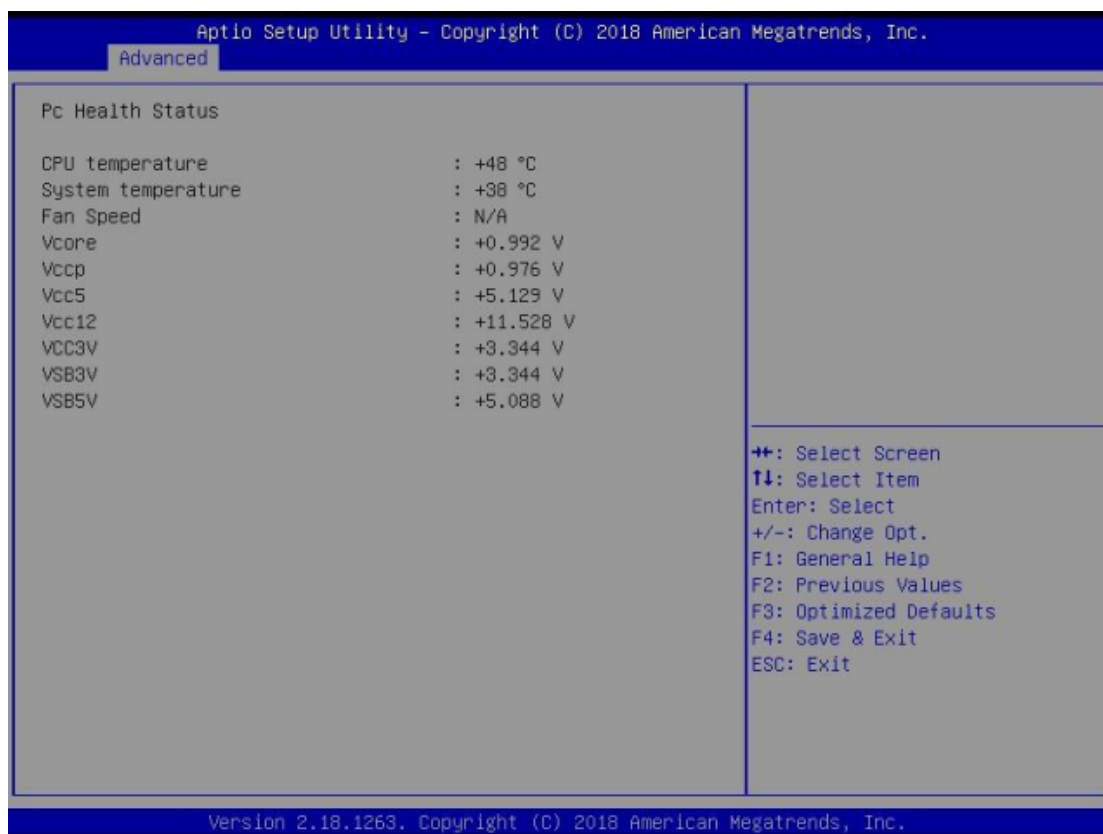 Aptio Setup Utility – Copyright (C) 2018 American Megatrends, Inc.
Advanced
Pc Health Status
CPU temperature : +48 °C
System temperature : +38 °C
Fan Speed : N/A
Vcore : +0.992 V
Vccp : +0.976 V
Vcc5 : +5.129 V
Vcc12 : +11.528 V
VCC3V : +3.344 V
VSB3V : +3.344 V
VSB5V : +5.088 V
→←: Select Screen
↑↓: Select Item
Enter: Select
+/-: Change Opt.
F1: General Help
F2: Previous Values
F3: Optimized Defaults
F4: Save & Exit
ESC: Exit
Version 2.18.1263. Copyright (C) 2018 American Megatrends, Inc.